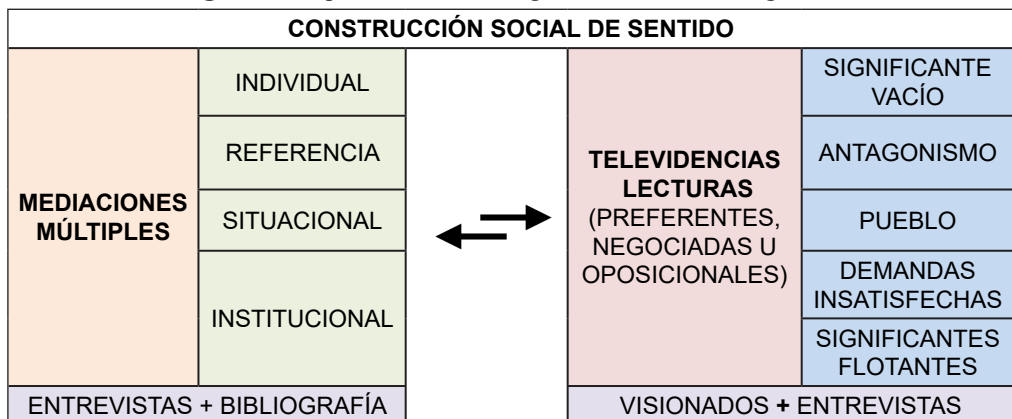 CONSTRUCCIÓN SOCIAL DE SENTIDO
MEDIACIONES
MÚLTIPLES
INDIVIDUAL
REFERENCIA
SITUACIONAL
INSTITUCIONAL
ENTREVISTAS + BIBLIOGRAFÍA
TELEVIDENCIAS
LECTURAS
(PREFERENTES,
NEGOCIADAS U
OPOSICIONALES)
SIGNIFICANTE
VACÍO
ANTAGONISMO
PUEBLO
DEMANDAS
INSATISFECHAS
SIGNIFICANTES
FLOTANTES
VISIONADOS + ENTREVISTAS